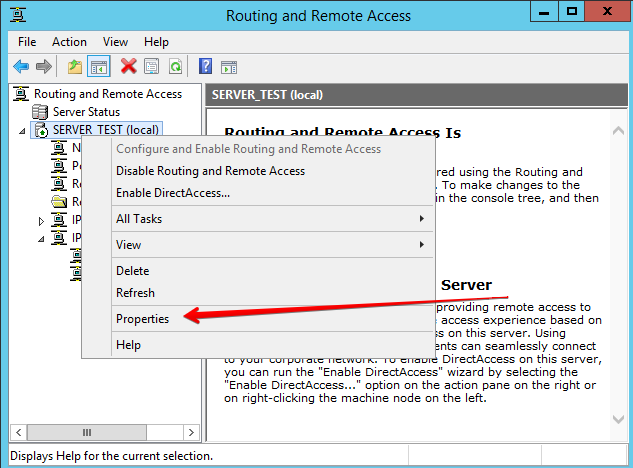 Routing and Remote Access
File Action View Help
Routing and Remote Access
Server Status
SERVER_TEST (local)
N
Po
Re
Re
IP
IP
Configure and Enable Routing and Remote Access
Disable Routing and Remote Access
Enable DirectAccess...
All Tasks
View
Delete
Refresh
Properties
Help
SERVER_TEST (local)
Routing and Remote Access Is
red using the Routing and
. To make changes to the
in the console tree, and then
Server
providing remote access to
access experience based on
ss on this server. Using
ents can seamlessly connect
to your corporate network. To enable DirectAccess on this server,
you can run the "Enable DirectAccess" wizard by selecting the
"Enable DirectAccess..." option on the action pane on the right or
on right-clicking the machine node on the left.
Displays Help for the current selection.